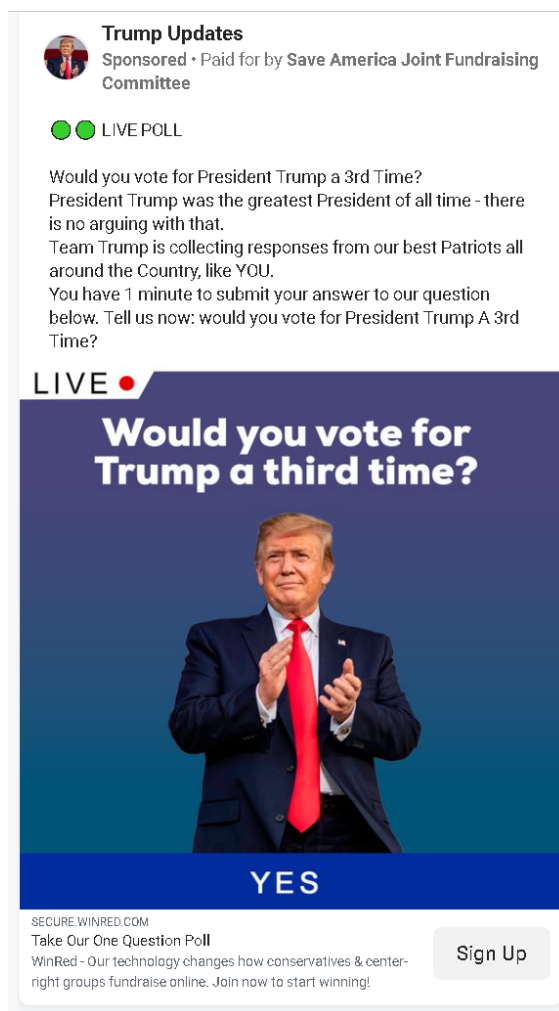 Trump Updates
Sponsored • Paid for by Save America Joint Fundraising
Committee
LIVE POLL
Would you vote for President Trump a 3rd Time?
President Trump was the greatest President of all time - there
is no arguing with that.
Team Trump is collecting responses from our best Patriots all
around the Country, like YOU.
You have 1 minute to submit your answer to our question
below. Tell us now: would you vote for President Trump A 3rd
Time?
LIVE
Would you vote for
Trump a third time?
YES
SECURE.WINRED.COM
Take Our One Question Poll
WinRed - Our technology changes how conservatives & center-
right groups fundraise online. Join now to start winning!
Sign Up